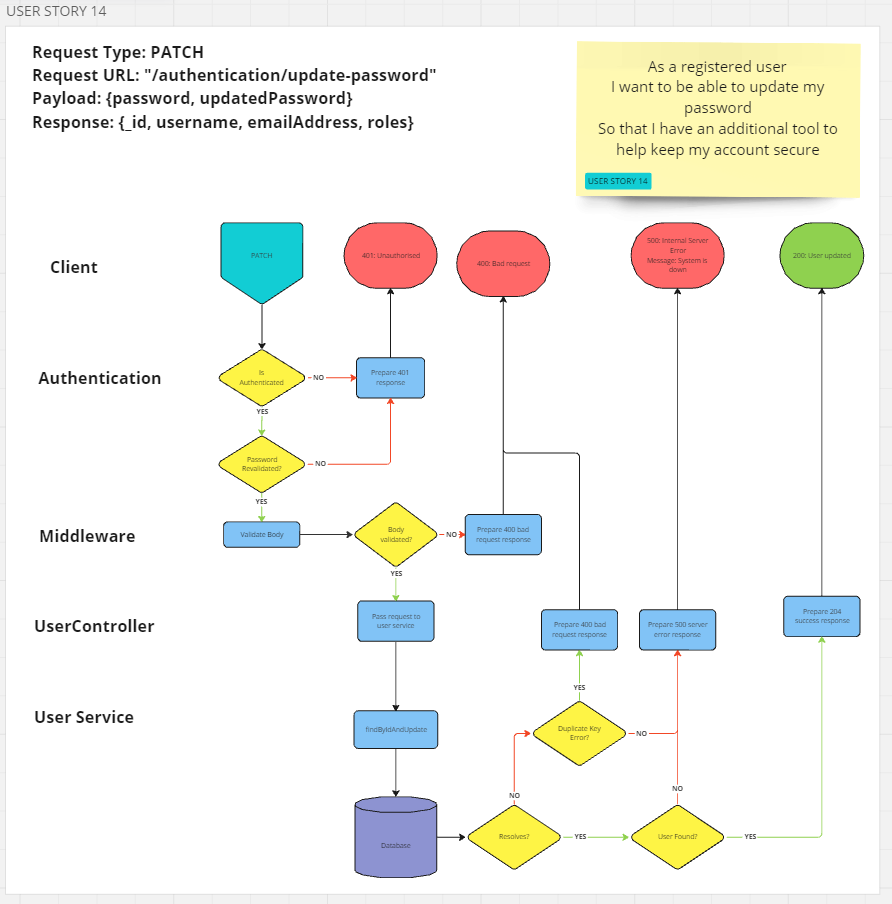 USER STORY 14
Request Type: PATCH
Request URL: "/authentication/update-password"
Payload: {password, updatedPassword}
Response: {_id, username, emailAddress, roles}
As a registered user
I want to be able to update my
password
So that I have an additional tool to
help keep my account secure
USER STORY 14
Client
PATCH
401: Unauthorised
400: Bad request
500: Internal Server
Error
Message: System is
down
200: User updated
Authentication
Is
Authenticated
NO
Prepare 401
response
YES
Password
Revalidated?
NO
YES
Middleware
Validate Body
Body
validated?
NO
Prepare 400 bad
request response
YES
UserController
Pass request to
user service
Prepare 400 bad
request response
Prepare 500 server
error response
Prepare 204
success response
YES
User Service
findByIdAndUpdate
Duplicate Key
Error?
NO
NO
NO
Database
Resolves?
YES
User Found?
YES